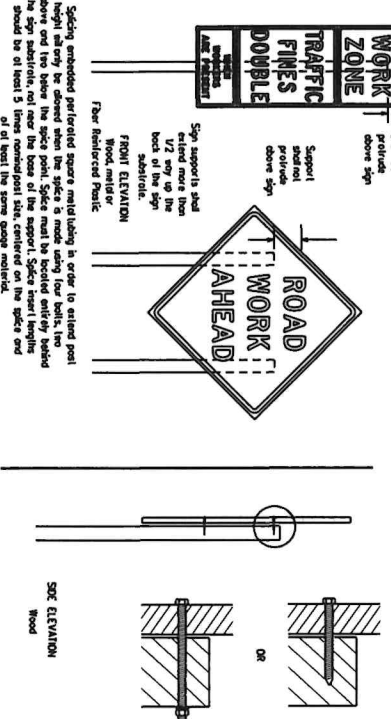 WORK
ZONE
TRAFFIC
FINES
DOUBLE
WHEN
WORKERS
ARE PRESENT
protrude
above sign
Support
shall not
protrude
above sign
ROAD
WORK
AHEAD
Sign supports shall
extend more than
1/2 way up the
back of the sign
substrate.
FRONT ELEVATION
Wood, metal or
Fiber Reinforced Plastic
Splicing embedded perforated square metal tubing in order to extend post
height will only be allowed when the splice is made using four bolts, two
above and two below the splice point. Splice must be located entirely behind
the sign substrate, not near the base of the support. Splice insert lengths
should be at least 5 times nominal post size, centered on the splice and
of at least the same gauge material.
OR
SIDE ELEVATION
Wood